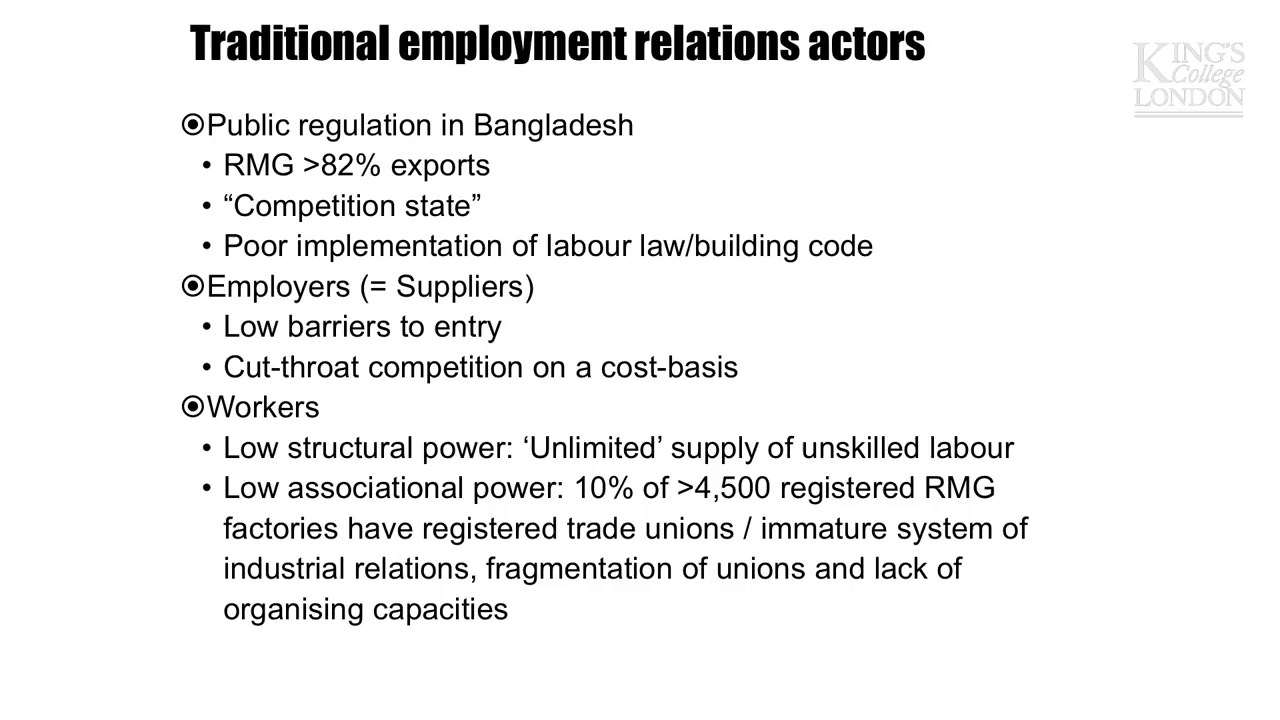 Traditional employment relations actors
KING'S
College
LONDON
Public regulation in Bangladesh
• RMG >82% exports
• “Competition state”
• Poor implementation of labour law/building code
Employers (= Suppliers)
• Low barriers to entry
• Cut-throat competition on a cost-basis
Workers
• Low structural power: ‘Unlimited’ supply of unskilled labour
• Low associational power: 10% of >4,500 registered RMG
factories have registered trade unions / immature system of
industrial relations, fragmentation of unions and lack of
organising capacities